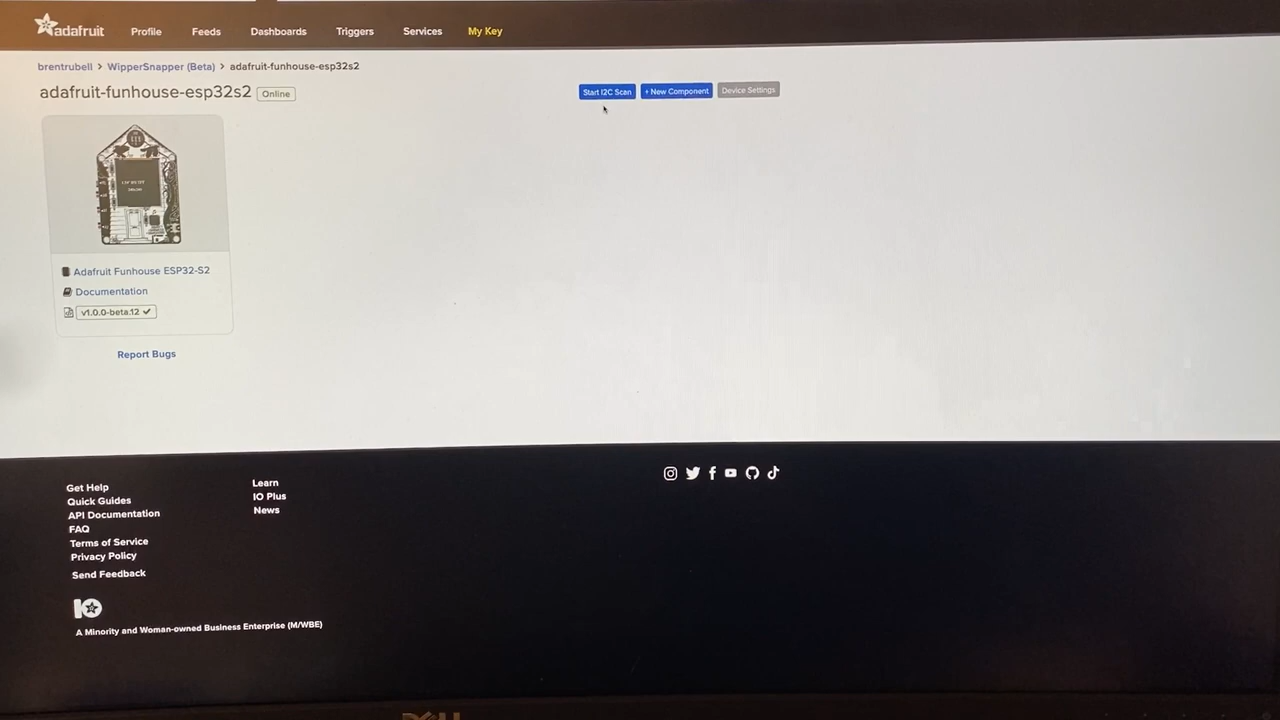 adafruit Profile Feeds Dashboards Triggers Services My Key
brentrubell > WipperSnapper (Beta) > adafruit-funhouse-esp32s2
adafruit-funhouse-esp32s2 Online
Start I2C Scan + New Component Device Settings
Adafruit Funhouse ESP32-S2
Documentation
v1.0.0-beta.12
Report Bugs
Get Help
Quick Guides
API Documentation
FAQ
Terms of Service
Privacy Policy
Send Feedback
Learn
IO Plus
News
IO
A Minority and Woman-owned Business Enterprise (M/WBE)